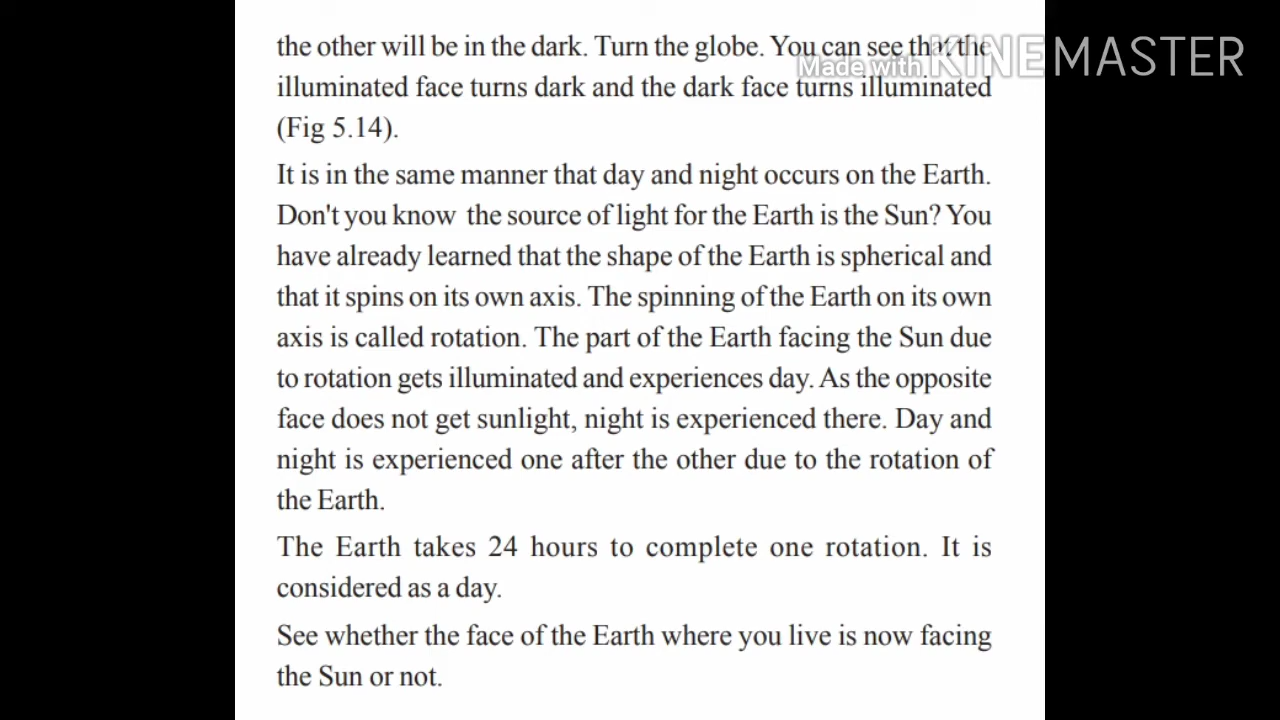 the other will be in the dark. Turn the globe. You can see that the
Made with KINEMASTER
illuminated face turns dark and the dark face turns illuminated
(Fig 5.14).
It is in the same manner that day and night occurs on the Earth.
Don't you know the source of light for the Earth is the Sun? You
have already learned that the shape of the Earth is spherical and
that it spins on its own axis. The spinning of the Earth on its own
axis is called rotation. The part of the Earth facing the Sun due
to rotation gets illuminated and experiences day. As the opposite
face does not get sunlight, night is experienced there. Day and
night is experienced one after the other due to the rotation of
the Earth.
The Earth takes 24 hours to complete one rotation. It is
considered as a day.
See whether the face of the Earth where you live is now facing
the Sun or not.